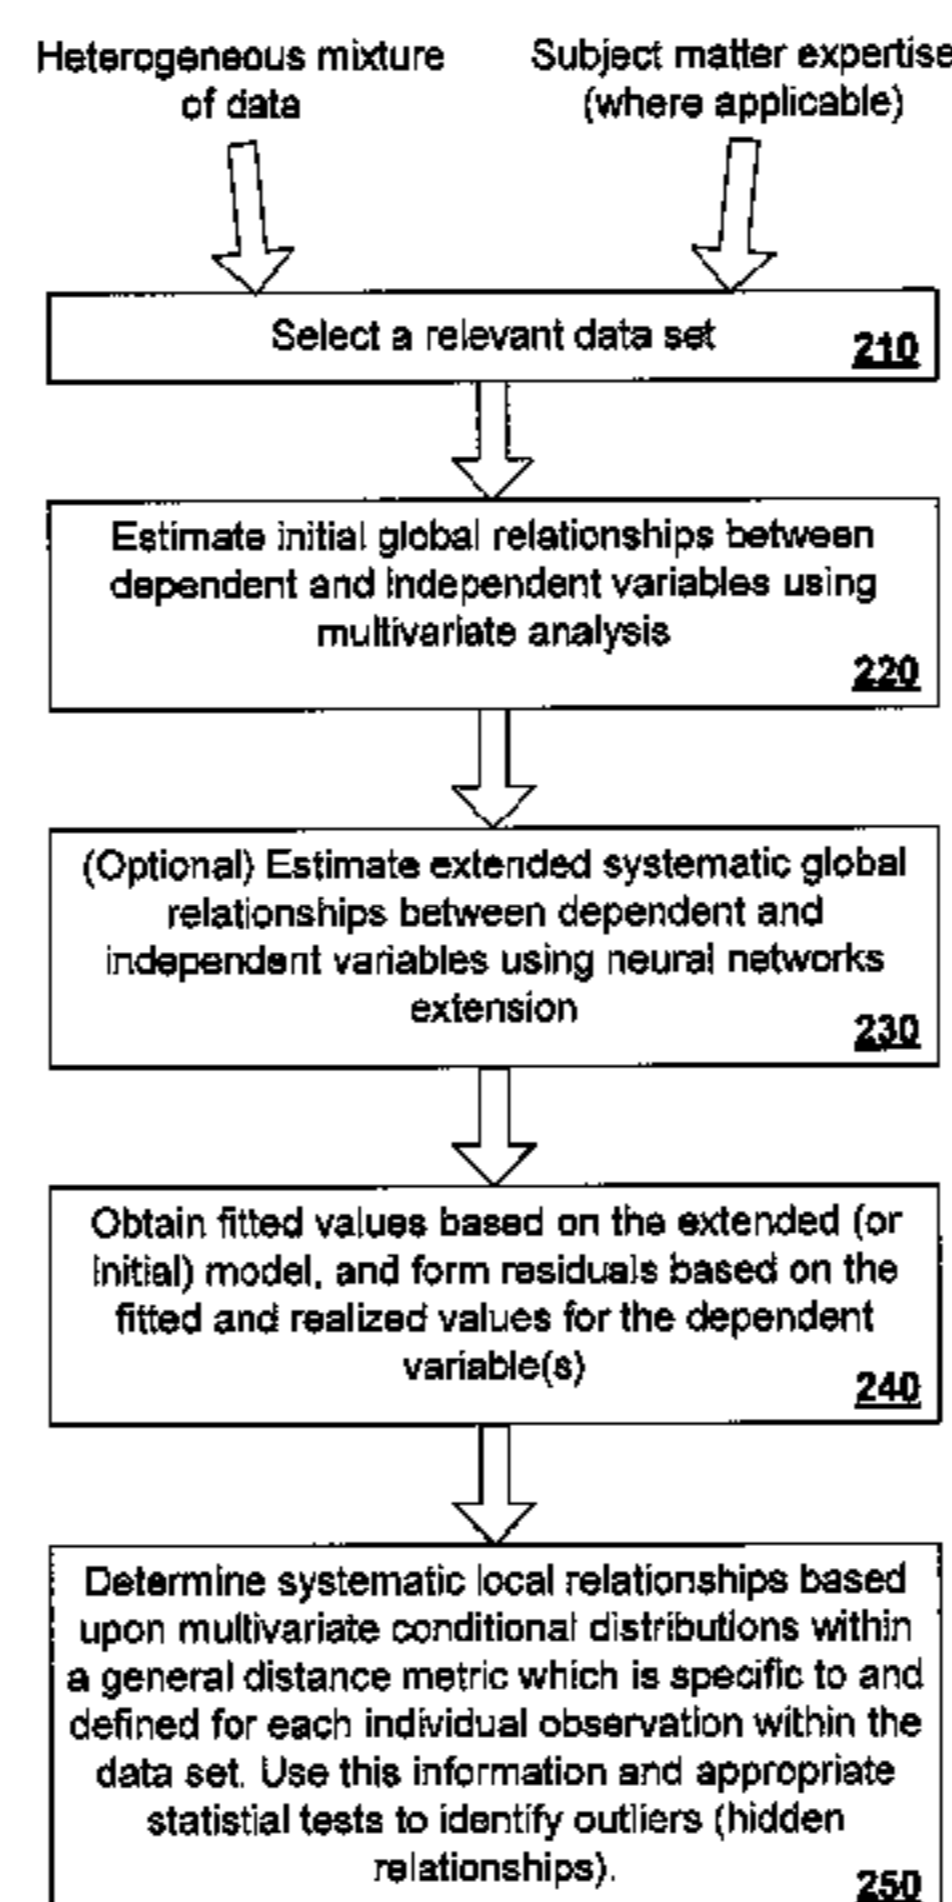 Heterogeneous mixture
of data
Subject matter expertise
(where applicable)
Select a relevant data set
210
Estimate initial global relationships between
dependent and independent variables using
multivariate analysis
220
(Optional) Estimate extended systematic global
relationships between dependent and
independent variables using neural networks
extension
230
Obtain fitted values based on the extended (or
initial) model, and form residuals based on the
fitted and realized values for the dependent
variable(s)
240
Determine systematic local relationships based
upon multivariate conditional distributions within
a general distance metric which is specific to and
defined for each individual observation within the
data set. Use this information and appropriate
statistial tests to identify outliers (hidden
relationships).
250